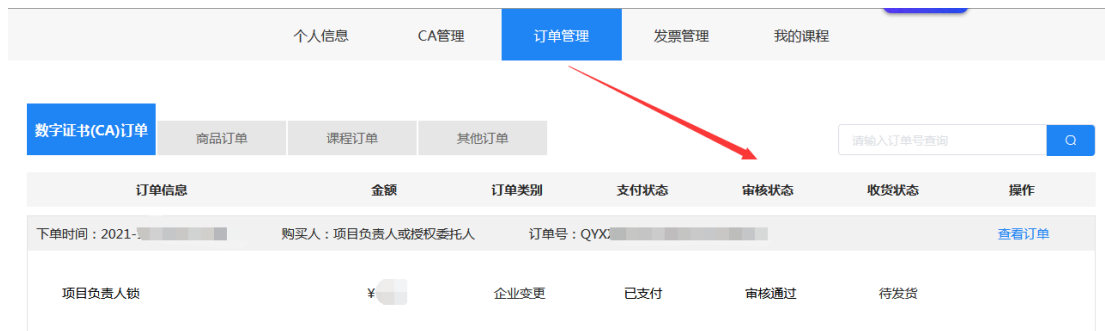 个人信息 CA管理 订单管理 发票管理 我的课程
数字证书(CA)订单 商品订单 课程订单 其他订单 请输入订单号查询
订单信息 金额 订单类别 支付状态 审核状态 收货状态 操作
下单时间：2021- 购买人：项目负责人或授权委托人 订单号：QYX 查看订单
项目负责人锁 ¥ 企业变更 已支付 审核通过 待发货